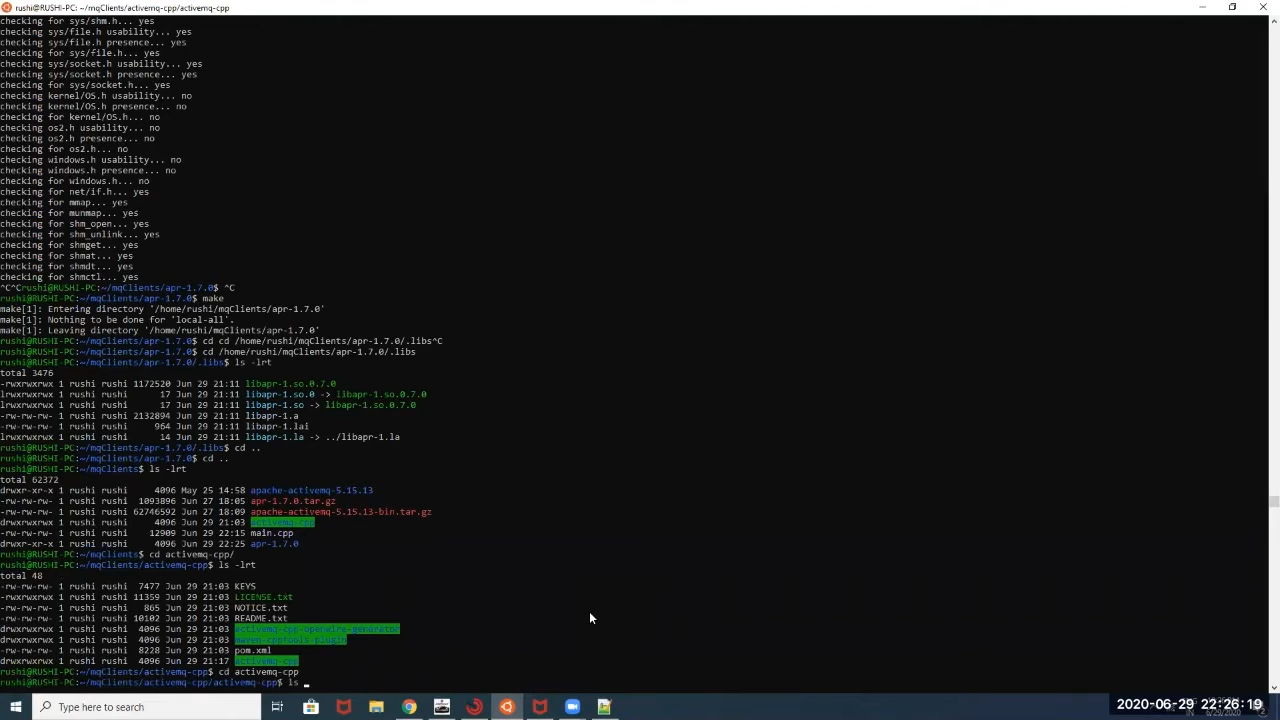 rushi@RUSHI-PC: ~/mqClients/activemq-cpp/activemq-cpp
checking for sys/shm.h... yes
checking sys/file.h usability... yes
checking sys/file.h presence... yes
checking for sys/file.h... yes
checking sys/socket.h usability... yes
checking sys/socket.h presence... yes
checking for sys/socket.h... yes
checking kernel/OS.h usability... no
checking kernel/OS.h presence... no
checking for kernel/OS.h... no
checking os2.h usability... no
checking os2.h presence... no
checking for os2.h... no
checking windows.h usability... no
checking windows.h presence... no
checking for windows.h... no
checking for net/if.h... yes
checking for mmap... yes
checking for munmap... yes
checking for shm_open... yes
checking for shm_unlink... yes
checking for shmget... yes
checking for shmat... yes
checking for shmdt... yes
checking for shmctl... yes
^C^Crushi@RUSHI-PC:~/mqClients/apr-1.7.0$ ^C
rushi@RUSHI-PC:~/mqClients/apr-1.7.0$ make
make[1]: Entering directory '/home/rushi/mqClients/apr-1.7.0'
make[1]: Nothing to be done for 'local-all'.
make[1]: Leaving directory '/home/rushi/mqClients/apr-1.7.0'
rushi@RUSHI-PC:~/mqClients/apr-1.7.0$ cd cd /home/rushi/mqClients/apr-1.7.0/.libs^C
rushi@RUSHI-PC:~/mqClients/apr-1.7.0$ cd /home/rushi/mqClients/apr-1.7.0/.libs
rushi@RUSHI-PC:~/mqClients/apr-1.7.0/.libs$ ls -lrt
total 3476
-rwxrwxrwx 1 rushi rushi 1172520 Jun 29 21:11 libapr-1.so.0.7.0
lrwxrwxrwx 1 rushi rushi      17 Jun 29 21:11 libapr-1.so.0 -> libapr-1.so.0.7.0
lrwxrwxrwx 1 rushi rushi      17 Jun 29 21:11 libapr-1.so -> libapr-1.so.0.7.0
-rw-rw-rw- 1 rushi rushi 2132894 Jun 29 21:11 libapr-1.a
-rw-rw-rw- 1 rushi rushi     964 Jun 29 21:11 libapr-1.lai
lrwxrwxrwx 1 rushi rushi      14 Jun 29 21:11 libapr-1.la -> ../libapr-1.la
rushi@RUSHI-PC:~/mqClients/apr-1.7.0/.libs$ cd ..
rushi@RUSHI-PC:~/mqClients/apr-1.7.0$ cd ..
rushi@RUSHI-PC:~/mqClients$ ls -lrt
total 62372
drwxr-xr-x 1 rushi rushi     4096 May 25 14:58 apache-activemq-5.15.13
-rw-rw-rw- 1 rushi rushi  1093896 Jun 27 18:05 apr-1.7.0.tar.gz
-rw-rw-rw- 1 rushi rushi 62746592 Jun 27 18:09 apache-activemq-5.15.13-bin.tar.gz
drwxrwxrwx 1 rushi rushi     4096 Jun 29 21:03 activemq-cpp
-rw-rw-rw- 1 rushi rushi    12909 Jun 29 22:15 main.cpp
drwxr-xr-x 1 rushi rushi     4096 Jun 29 22:25 apr-1.7.0
rushi@RUSHI-PC:~/mqClients$ cd activemq-cpp/
rushi@RUSHI-PC:~/mqClients/activemq-cpp$ ls -lrt
total 48
-rw-rw-rw- 1 rushi rushi  7477 Jun 29 21:03 KEYS
-rw-rw-rw- 1 rushi rushi 11359 Jun 29 21:03 LICENSE.txt
-rw-rw-rw- 1 rushi rushi   865 Jun 29 21:03 NOTICE.txt
-rw-rw-rw- 1 rushi rushi 10102 Jun 29 21:03 README.txt
drwxrwxrwx 1 rushi rushi  4096 Jun 29 21:03 activemq-cpp-openwire-generator
drwxrwxrwx 1 rushi rushi  4096 Jun 29 21:03 maven-cpptools-plugin
-rw-rw-rw- 1 rushi rushi  8228 Jun 29 21:03 pom.xml
drwxrwxrwx 1 rushi rushi  4096 Jun 29 21:17 activemq-cpp
rushi@RUSHI-PC:~/mqClients/activemq-cpp$ cd activemq-cpp
rushi@RUSHI-PC:~/mqClients/activemq-cpp/activemq-cpp$ ls _
Type here to search
2020-06-29 22:26:19